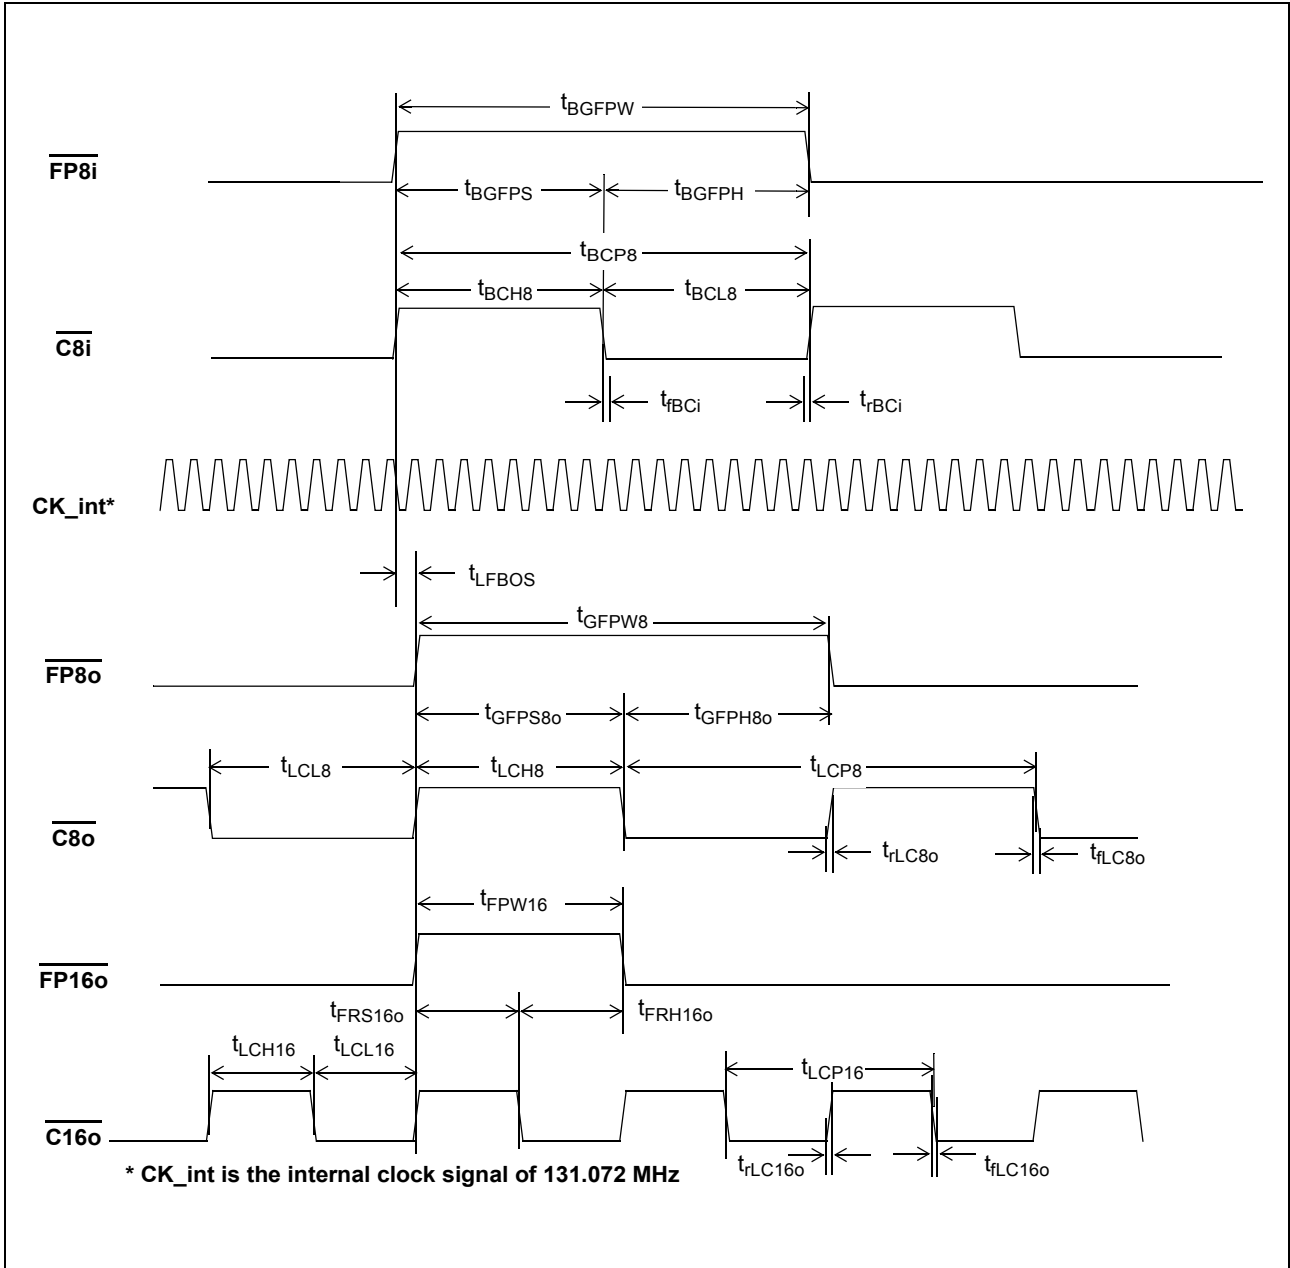 tBGFPW
FP8i
tBGFPS
tBGFPH
tBCP8
tBCH8
tBCL8
C8i
tfBCi
trBCi
CK_int*
tLFBOS
tGFPW8
FP8o
tGFPS8o
tGFPH8o
tLCL8
tLCH8
tLCP8
C8o
trLC8o
tfLC8o
tFPW16
FP16o
tFRS16o
tFRH16o
tLCH16
tLCL16
tLCP16
C16o
trLC16o
tfLC16o
* CK_int is the internal clock signal of 131.072 MHz